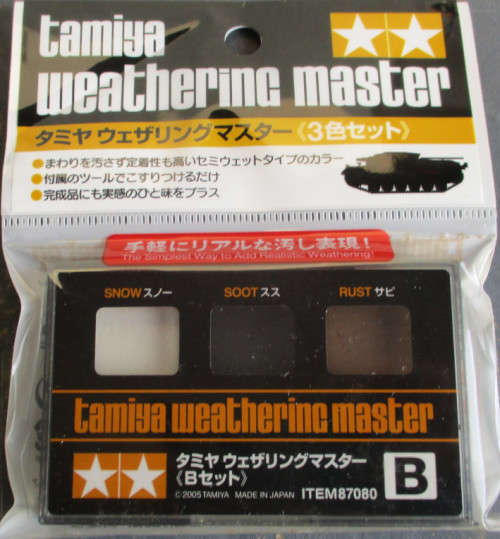 tamiya
weathering master
タミヤ ウェザリングマスター《3色セット》
●まわりを汚さず定着性も高いセミウェットタイプのカラー
●付属のツールでこすりつけるだけ
●完成品にも実感のひと味をプラス
手軽にリアルな汚し表現!
The Simplest Way to Add Realistic Weathering!
SNOW スノー SOOT スス RUST サビ
tamiya weathering master
タミヤ ウェザリングマスター
《Bセット》 B
© 2005 TAMIYA MADE IN JAPAN ITEM87080